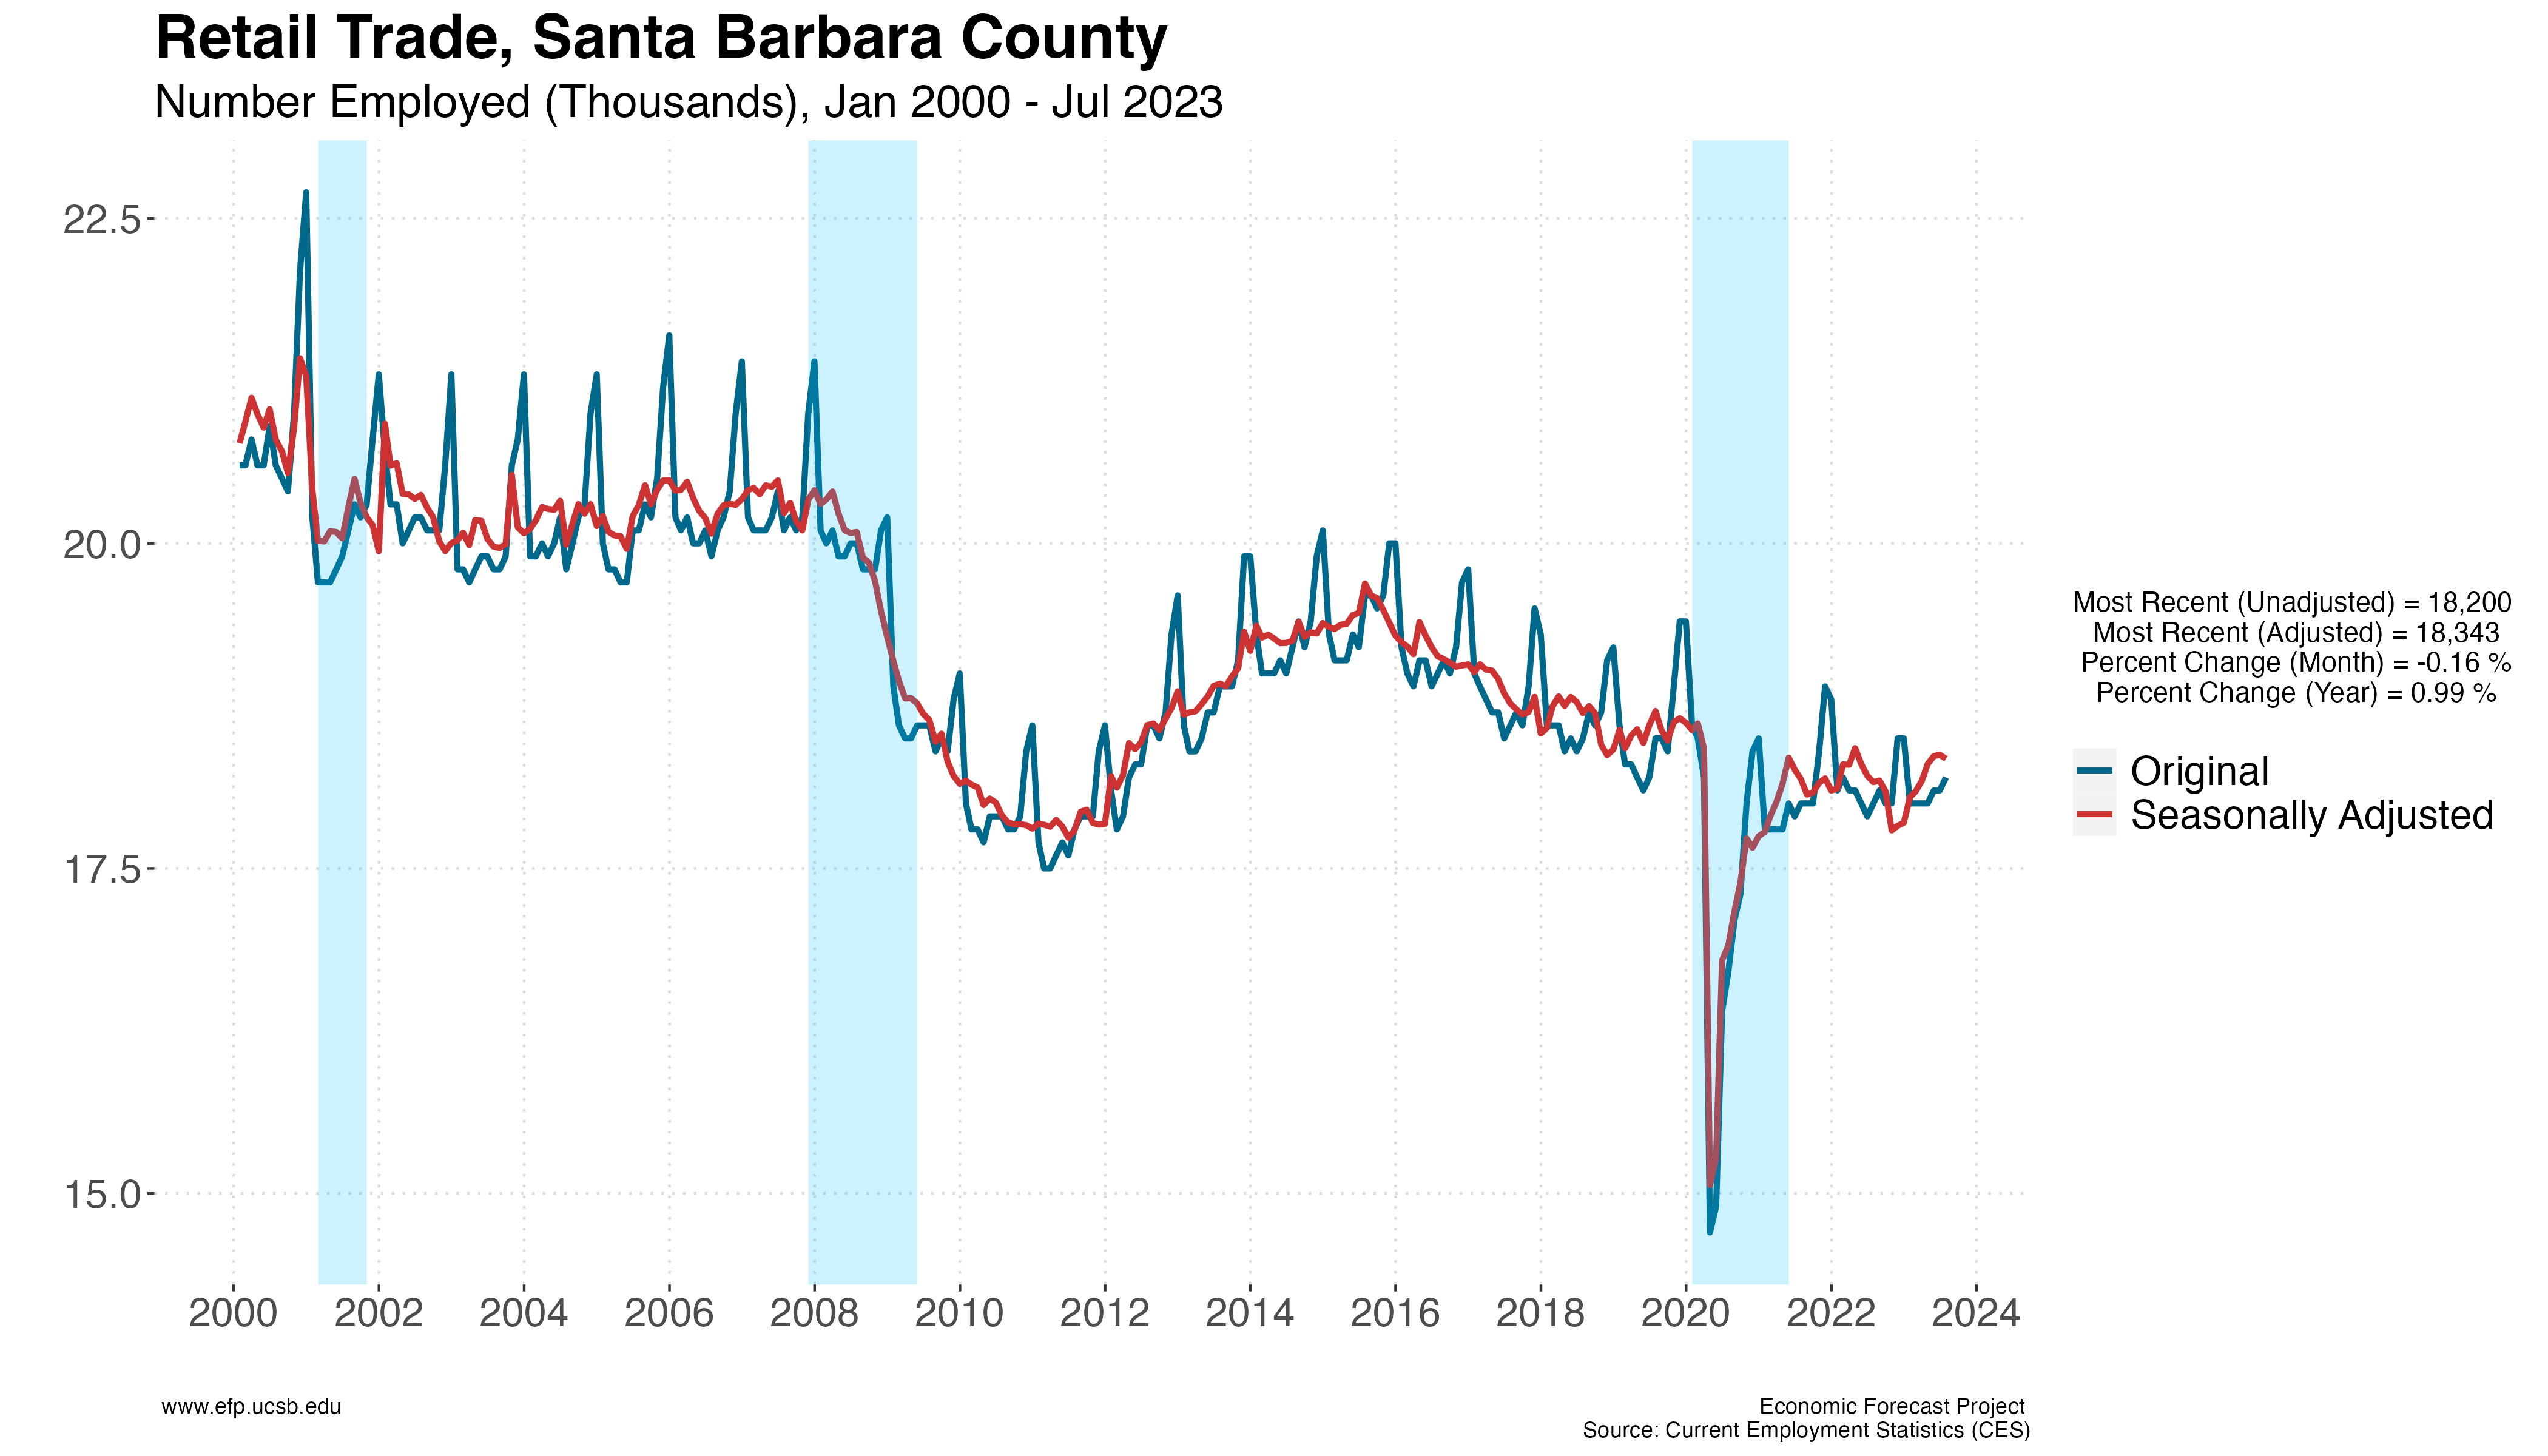 Retail Trade, Santa Barbara County
Number Employed (Thousands), Jan 2000 - Jul 2023
22.5
20.0
17.5
15.0
2000 2002 2004 2006 2008 2010 2012 2014 2016 2018 2020 2022 2024
Most Recent (Unadjusted) = 18,200
Most Recent (Adjusted) = 18,343
Percent Change (Month) = -0.16 %
Percent Change (Year) = 0.99 %
Original
Seasonally Adjusted
www.efp.ucsb.edu
Economic Forecast Project
Source: Current Employment Statistics (CES)